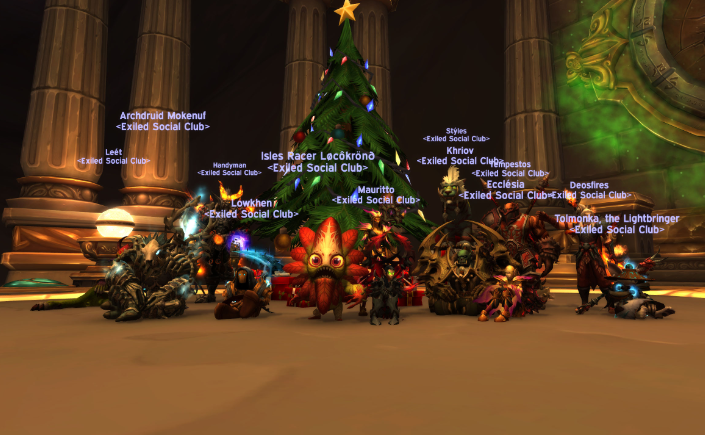 Archdruid Mokenuf
<Exiled Social Club>
Leét
<Exiled Social Club>
Handyman
<Exiled Social Club>
Lowkhen
<Exiled Social Club>
Isles Racer Løcôkrönð
<Exiled Social Club>
Mauritto
<Exiled Social Club>
Stýles
<Exiled Social Club>
Khriov
<Exiled Social Club>
Tempestos
<Exiled Social Club>
Ecclésia
<Exiled Social Club>
Deosfires
<Exiled Social Club>
Tolmonka, the Lightbringer
<Exiled Social Club>